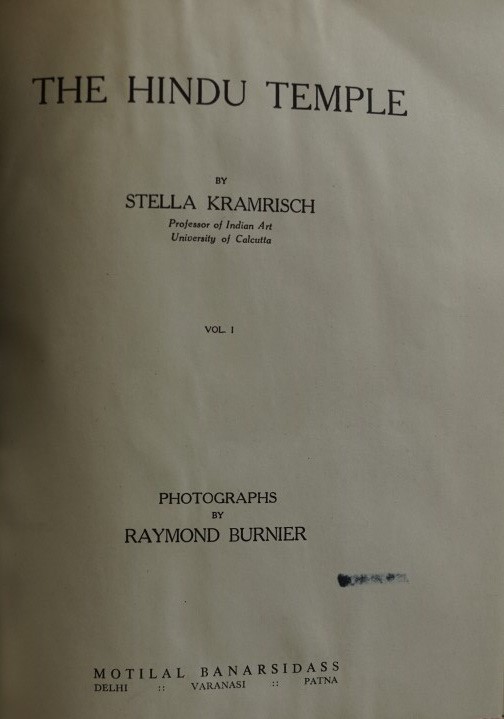 THE HINDU TEMPLE
BY
STELLA KRAMRISCH
Professor of Indian Art
University of Calcutta
VOL. I
PHOTOGRAPHS
BY
RAYMOND BURNIER
MOTILAL BANARSIDASS
DELHI :: VARANASI :: PATNA